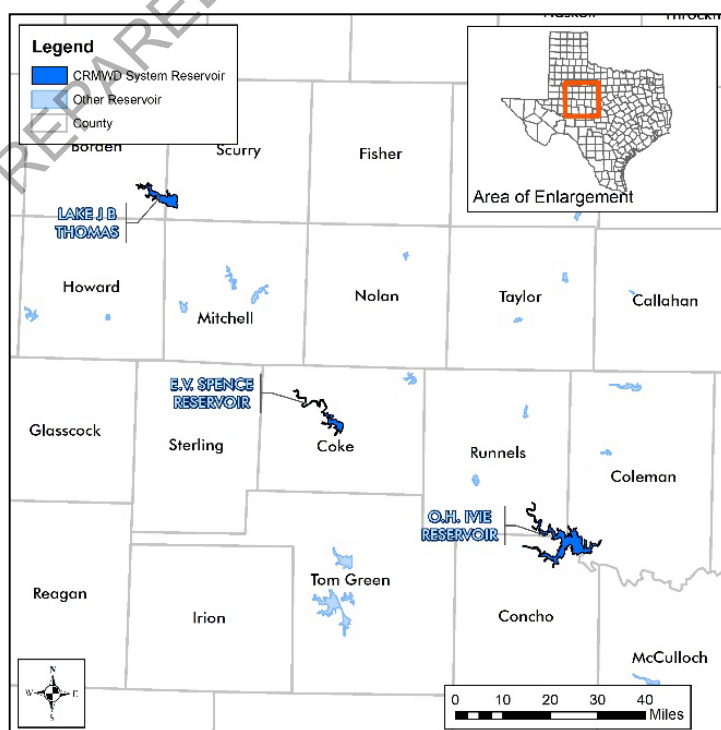 REPARE
Legend
CRMWD System Reservoir
Other Reservoir
County
Area of Enlargement
Borden
Scurry
Fisher
LAKE J B
THOMAS
Howard
Mitchell
Nolan
Taylor
Callahan
E.V. SPENCE
RESERVOIR
Glasscock
Sterling
Coke
Runnels
Coleman
O.H. IVIE
RESERVOIR
Reagan
Irion
Tom Green
Concho
McCulloch
N
W E
S
0 10 20 30 40
Miles